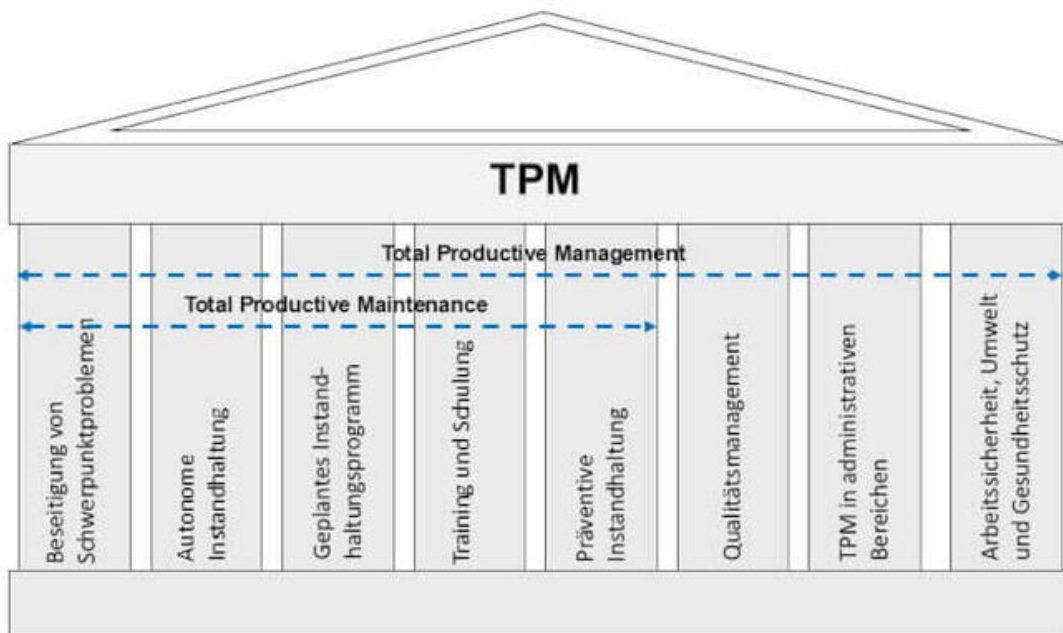 TPM
Total Productive Management
Total Productive Maintenance
Beseitigung von
Schwerpunktproblemen
Autonome
Instandhaltung
Geplantes Instand-
haltungsprogramm
Training und Schulung
Präventive
Instandhaltung
Qualitätsmanagement
TPM in administrativen
Bereichen
Arbeitssicherheit, Umwelt
und Gesundheitsschutz